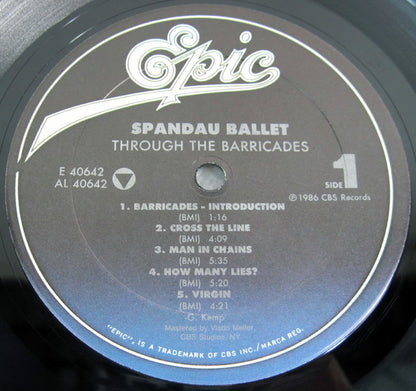 Epic
SPANDAU BALLET
THROUGH THE BARRICADES
E 40642
AL 40642
SIDE 1
℗ 1986 CBS Records
1. BARRICADES - INTRODUCTION
(BMI) 1:16
2. CROSS THE LINE
(BMI) 4:09
3. MAN IN CHAINS
(BMI) 5:35
4. HOW MANY LIES?
(BMI) 5:20
5. VIRGIN
(BMI) 4:21
-G. Kemp
Mastered by Vlado Meller,
CBS Studios, NY
"EPIC", IS A TRADEMARK OF CBS INC./MARCA REG.